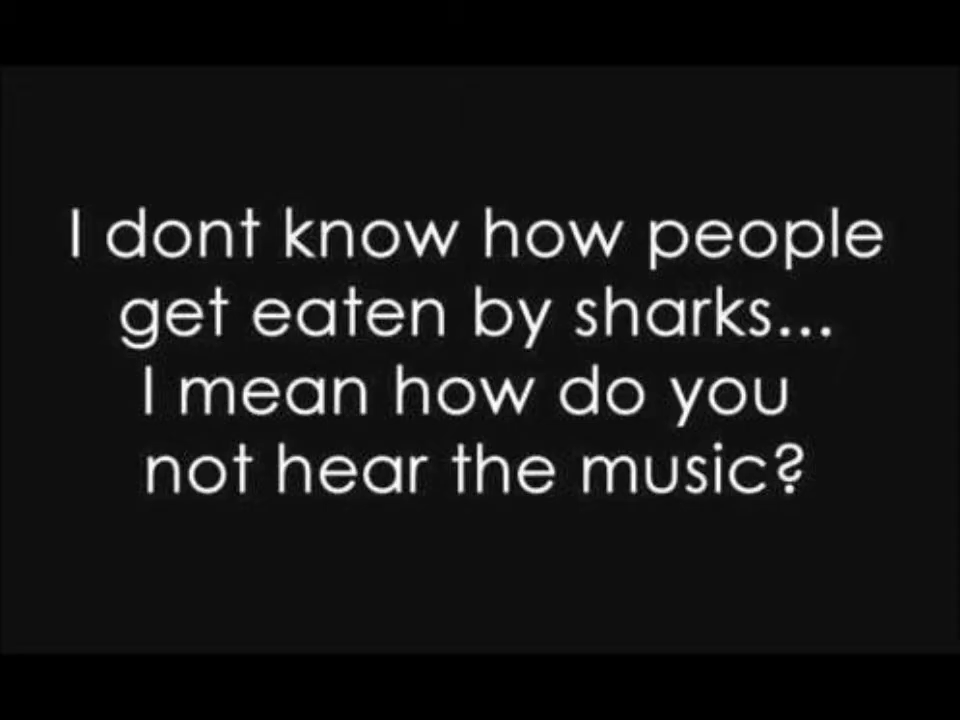 I dont know how people
get eaten by sharks...
I mean how do you
not hear the music?